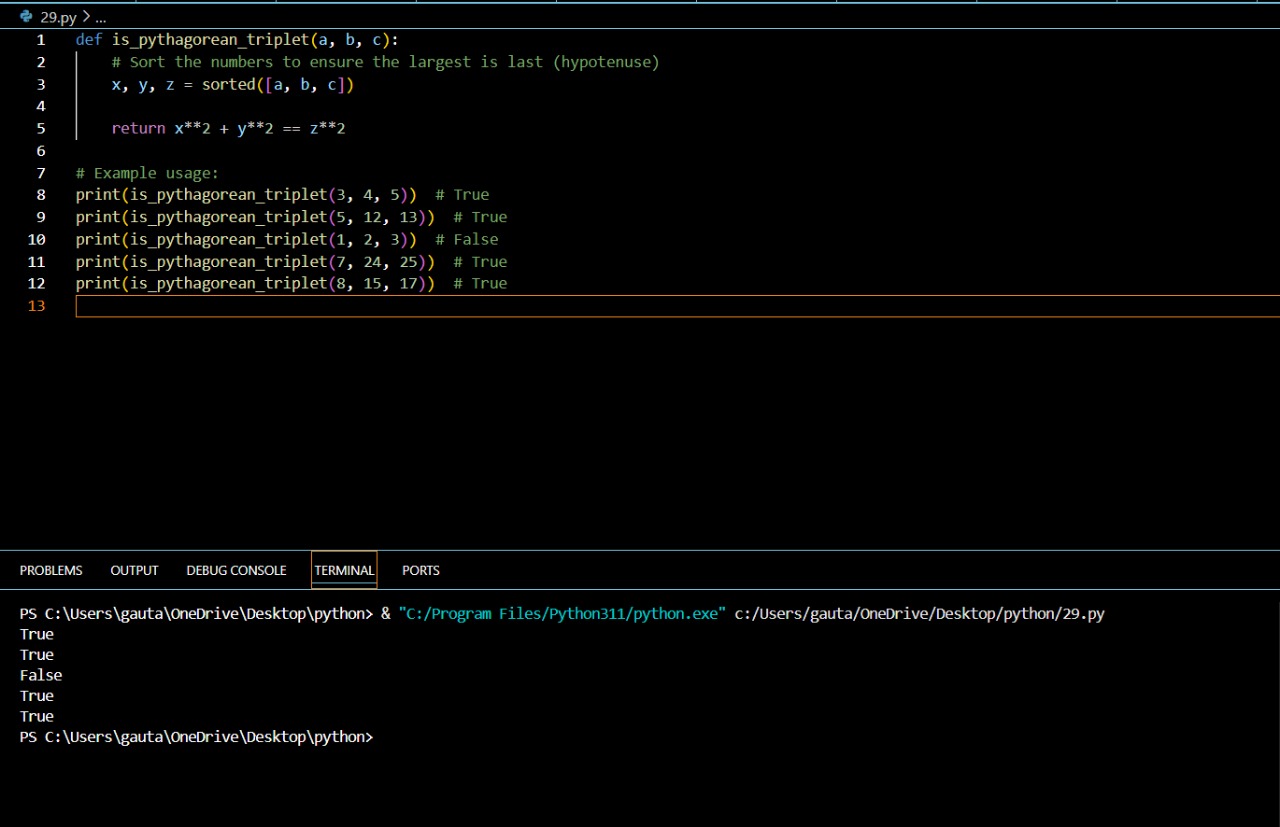 29.py > ...
1 def is_pythagorean_triplet(a, b, c):
2     # Sort the numbers to ensure the largest is last (hypotenuse)
3     x, y, z = sorted([a, b, c])
4
5     return x**2 + y**2 == z**2
6
7 # Example usage:
8 print(is_pythagorean_triplet(3, 4, 5))  # True
9 print(is_pythagorean_triplet(5, 12, 13))  # True
10 print(is_pythagorean_triplet(1, 2, 3))  # False
11 print(is_pythagorean_triplet(7, 24, 25))  # True
12 print(is_pythagorean_triplet(8, 15, 17))  # True
13
PROBLEMS OUTPUT DEBUG CONSOLE TERMINAL PORTS
PS C:\Users\gauta\OneDrive\Desktop\python> & "C:/Program Files/Python311/python.exe" c:/Users/gauta/OneDrive/Desktop/python/29.py
True
True
False
True
True
PS C:\Users\gauta\OneDrive\Desktop\python>